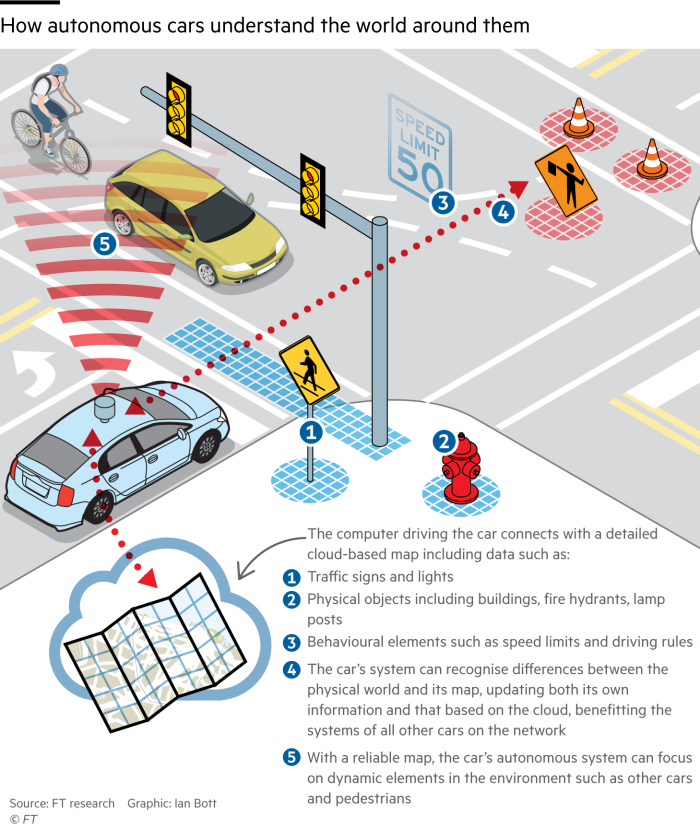 How autonomous cars understand the world around them
SPEED
LIMIT
50
3
4
5
1
2
The computer driving the car connects with a detailed
cloud-based map including data such as:
1 Traffic signs and lights
2 Physical objects including buildings, fire hydrants, lamp
posts
3 Behavioural elements such as speed limits and driving rules
4 The car's system can recognise differences between the
physical world and its map, updating both its own
information and that based on the cloud, benefitting the
systems of all other cars on the network
5 With a reliable map, the car's autonomous system can focus
on dynamic elements in the environment such as other cars
and pedestrians
Source: FT research Graphic: Ian Bott
© FT